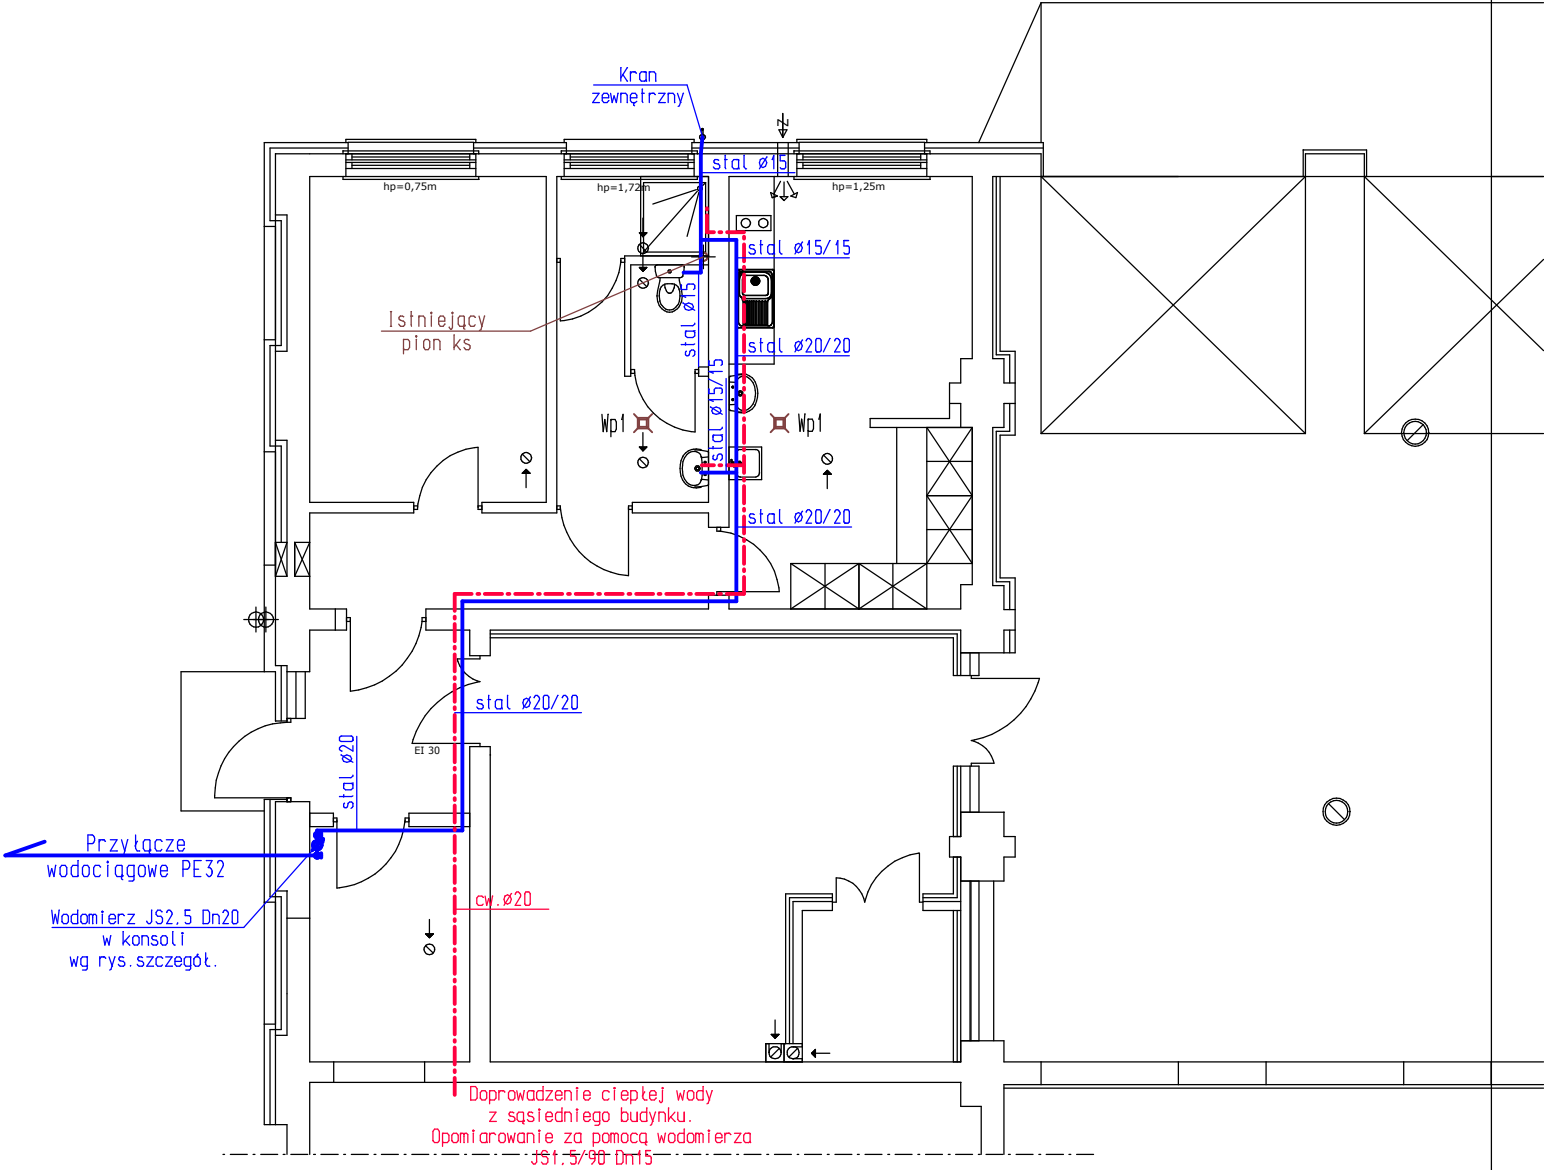 Kran
zewnętrzny
N
stal ø15
hp=0,75m
hp=1,72m
hp=1,25m
stal ø15/15
Istniejący
pion ks
stal ø15
stal ø20/20
stal ø15/15
Wp1
Wp1
stal ø20/20
stal ø20/20
EI 30
stal ø20
Przyłącze
wodociągowe PE32
Wodomierz JS2,5 Dn20
w konsoli
wg rys.szczegół.
cw.ø20
Doprowadzenie ciepłej wody
z sąsiedniego budynku.
Opomiarowanie za pomocą wodomierza
JS1,5/90 Dn15